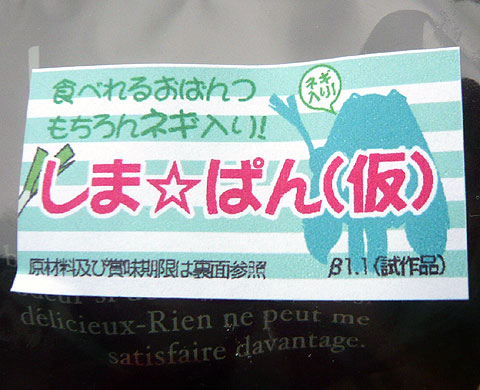 食べれるおぱんつ
もちろんネギ入り!
ネギ
入り!
しま☆ぱん(仮)
原材料及び賞味期限は裏面参照
β1.1(試作品)
délicieux-Rien ne peut me
satisfaire davantage.